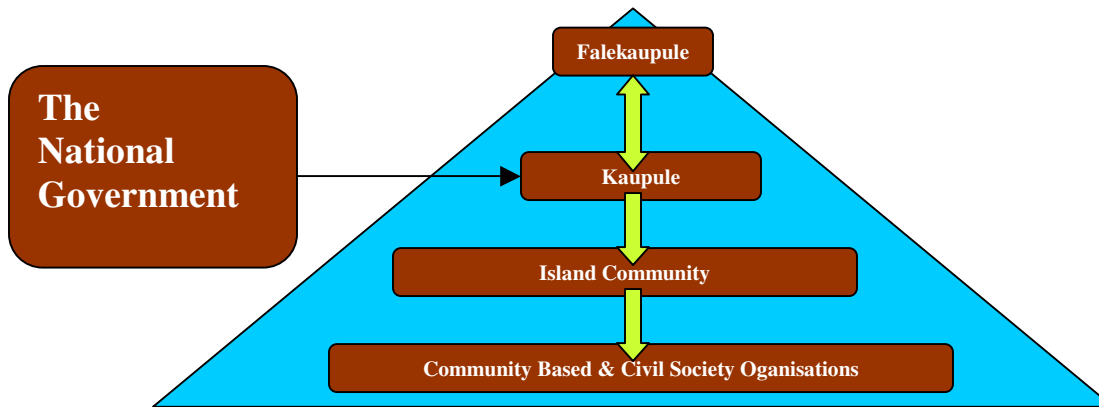 The
National
Government
Falekaupule
Kaupule
Island Community
Community Based & Civil Society Oganisations